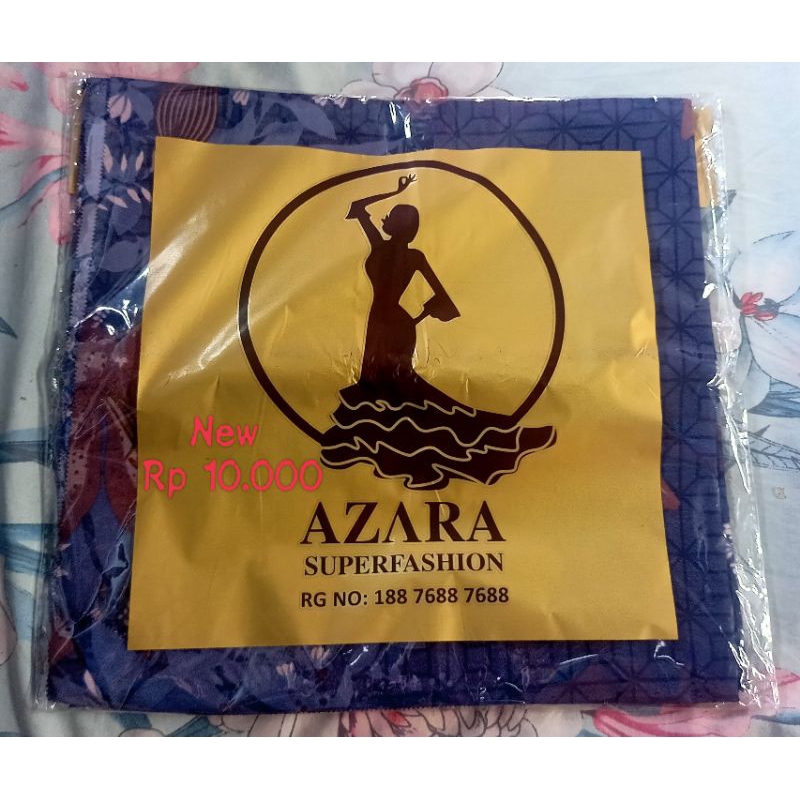 New
Rp 10.000
AZARA
SUPERFASHION
RG NO: 188 7688 7688